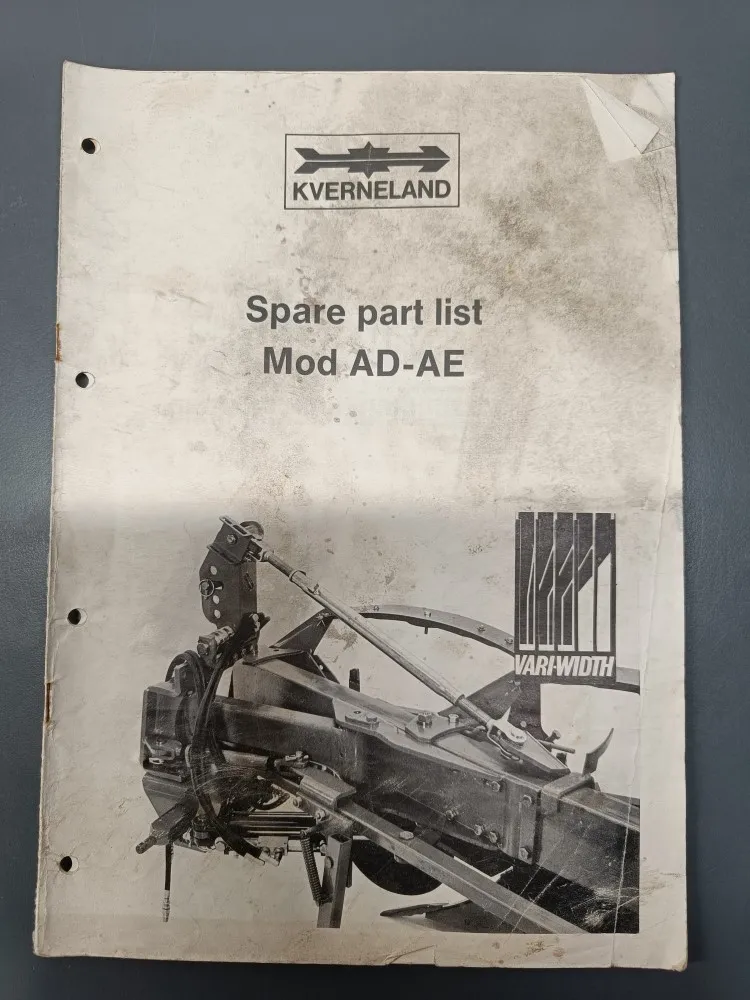 KVERNELAND
Spare part list
Mod AD-AE
VARI-WIDTH